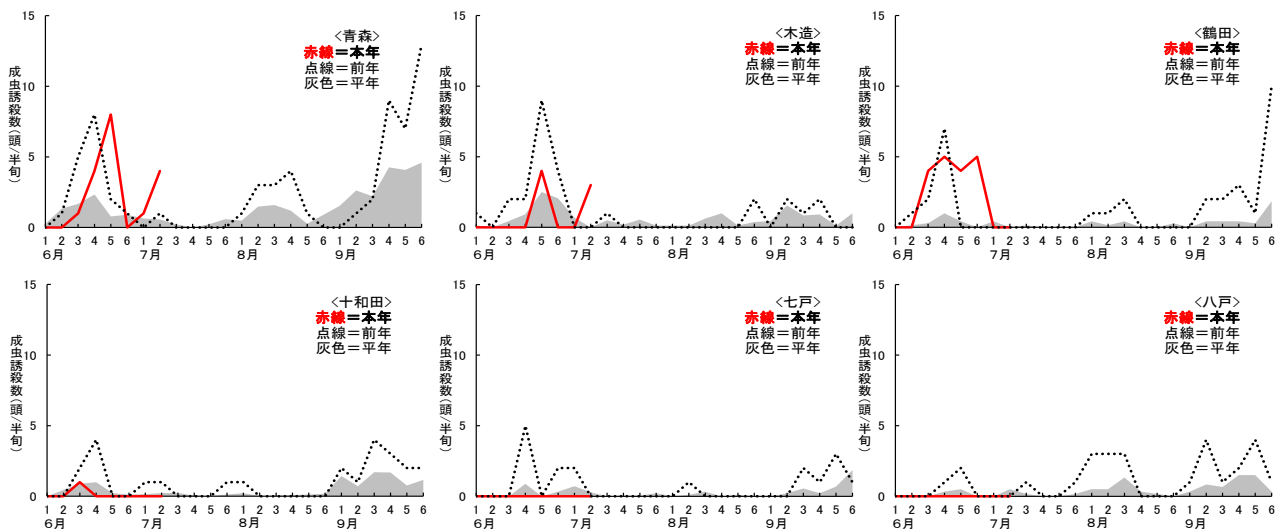 <青森>
赤線=本年
点線=前年
灰色=平年
成虫誘殺数(頭/半旬)
15
10
5
0
1 2 3 4 5 6 1 2 3 4 5 6 1 2 3 4 5 6 1 2 3 4 5 6
6月 7月 8月 9月
<木造>
赤線=本年
点線=前年
灰色=平年
成虫誘殺数(頭/半旬)
15
10
5
0
1 2 3 4 5 6 1 2 3 4 5 6 1 2 3 4 5 6 1 2 3 4 5 6
6月 7月 8月 9月
<鶴田>
赤線=本年
点線=前年
灰色=平年
成虫誘殺数(頭/半旬)
15
10
5
0
1 2 3 4 5 6 1 2 3 4 5 6 1 2 3 4 5 6 1 2 3 4 5 6
6月 7月 8月 9月
<十和田>
赤線=本年
点線=前年
灰色=平年
成虫誘殺数(頭/半旬)
15
10
5
0
1 2 3 4 5 6 1 2 3 4 5 6 1 2 3 4 5 6 1 2 3 4 5 6
6月 7月 8月 9月
<七戸>
赤線=本年
点線=前年
灰色=平年
成虫誘殺数(頭/半旬)
15
10
5
0
1 2 3 4 5 6 1 2 3 4 5 6 1 2 3 4 5 6 1 2 3 4 5 6
6月 7月 8月 9月
<八戸>
赤線=本年
点線=前年
灰色=平年
成虫誘殺数(頭/半旬)
15
10
5
0
1 2 3 4 5 6 1 2 3 4 5 6 1 2 3 4 5 6 1 2 3 4 5 6
6月 7月 8月 9月